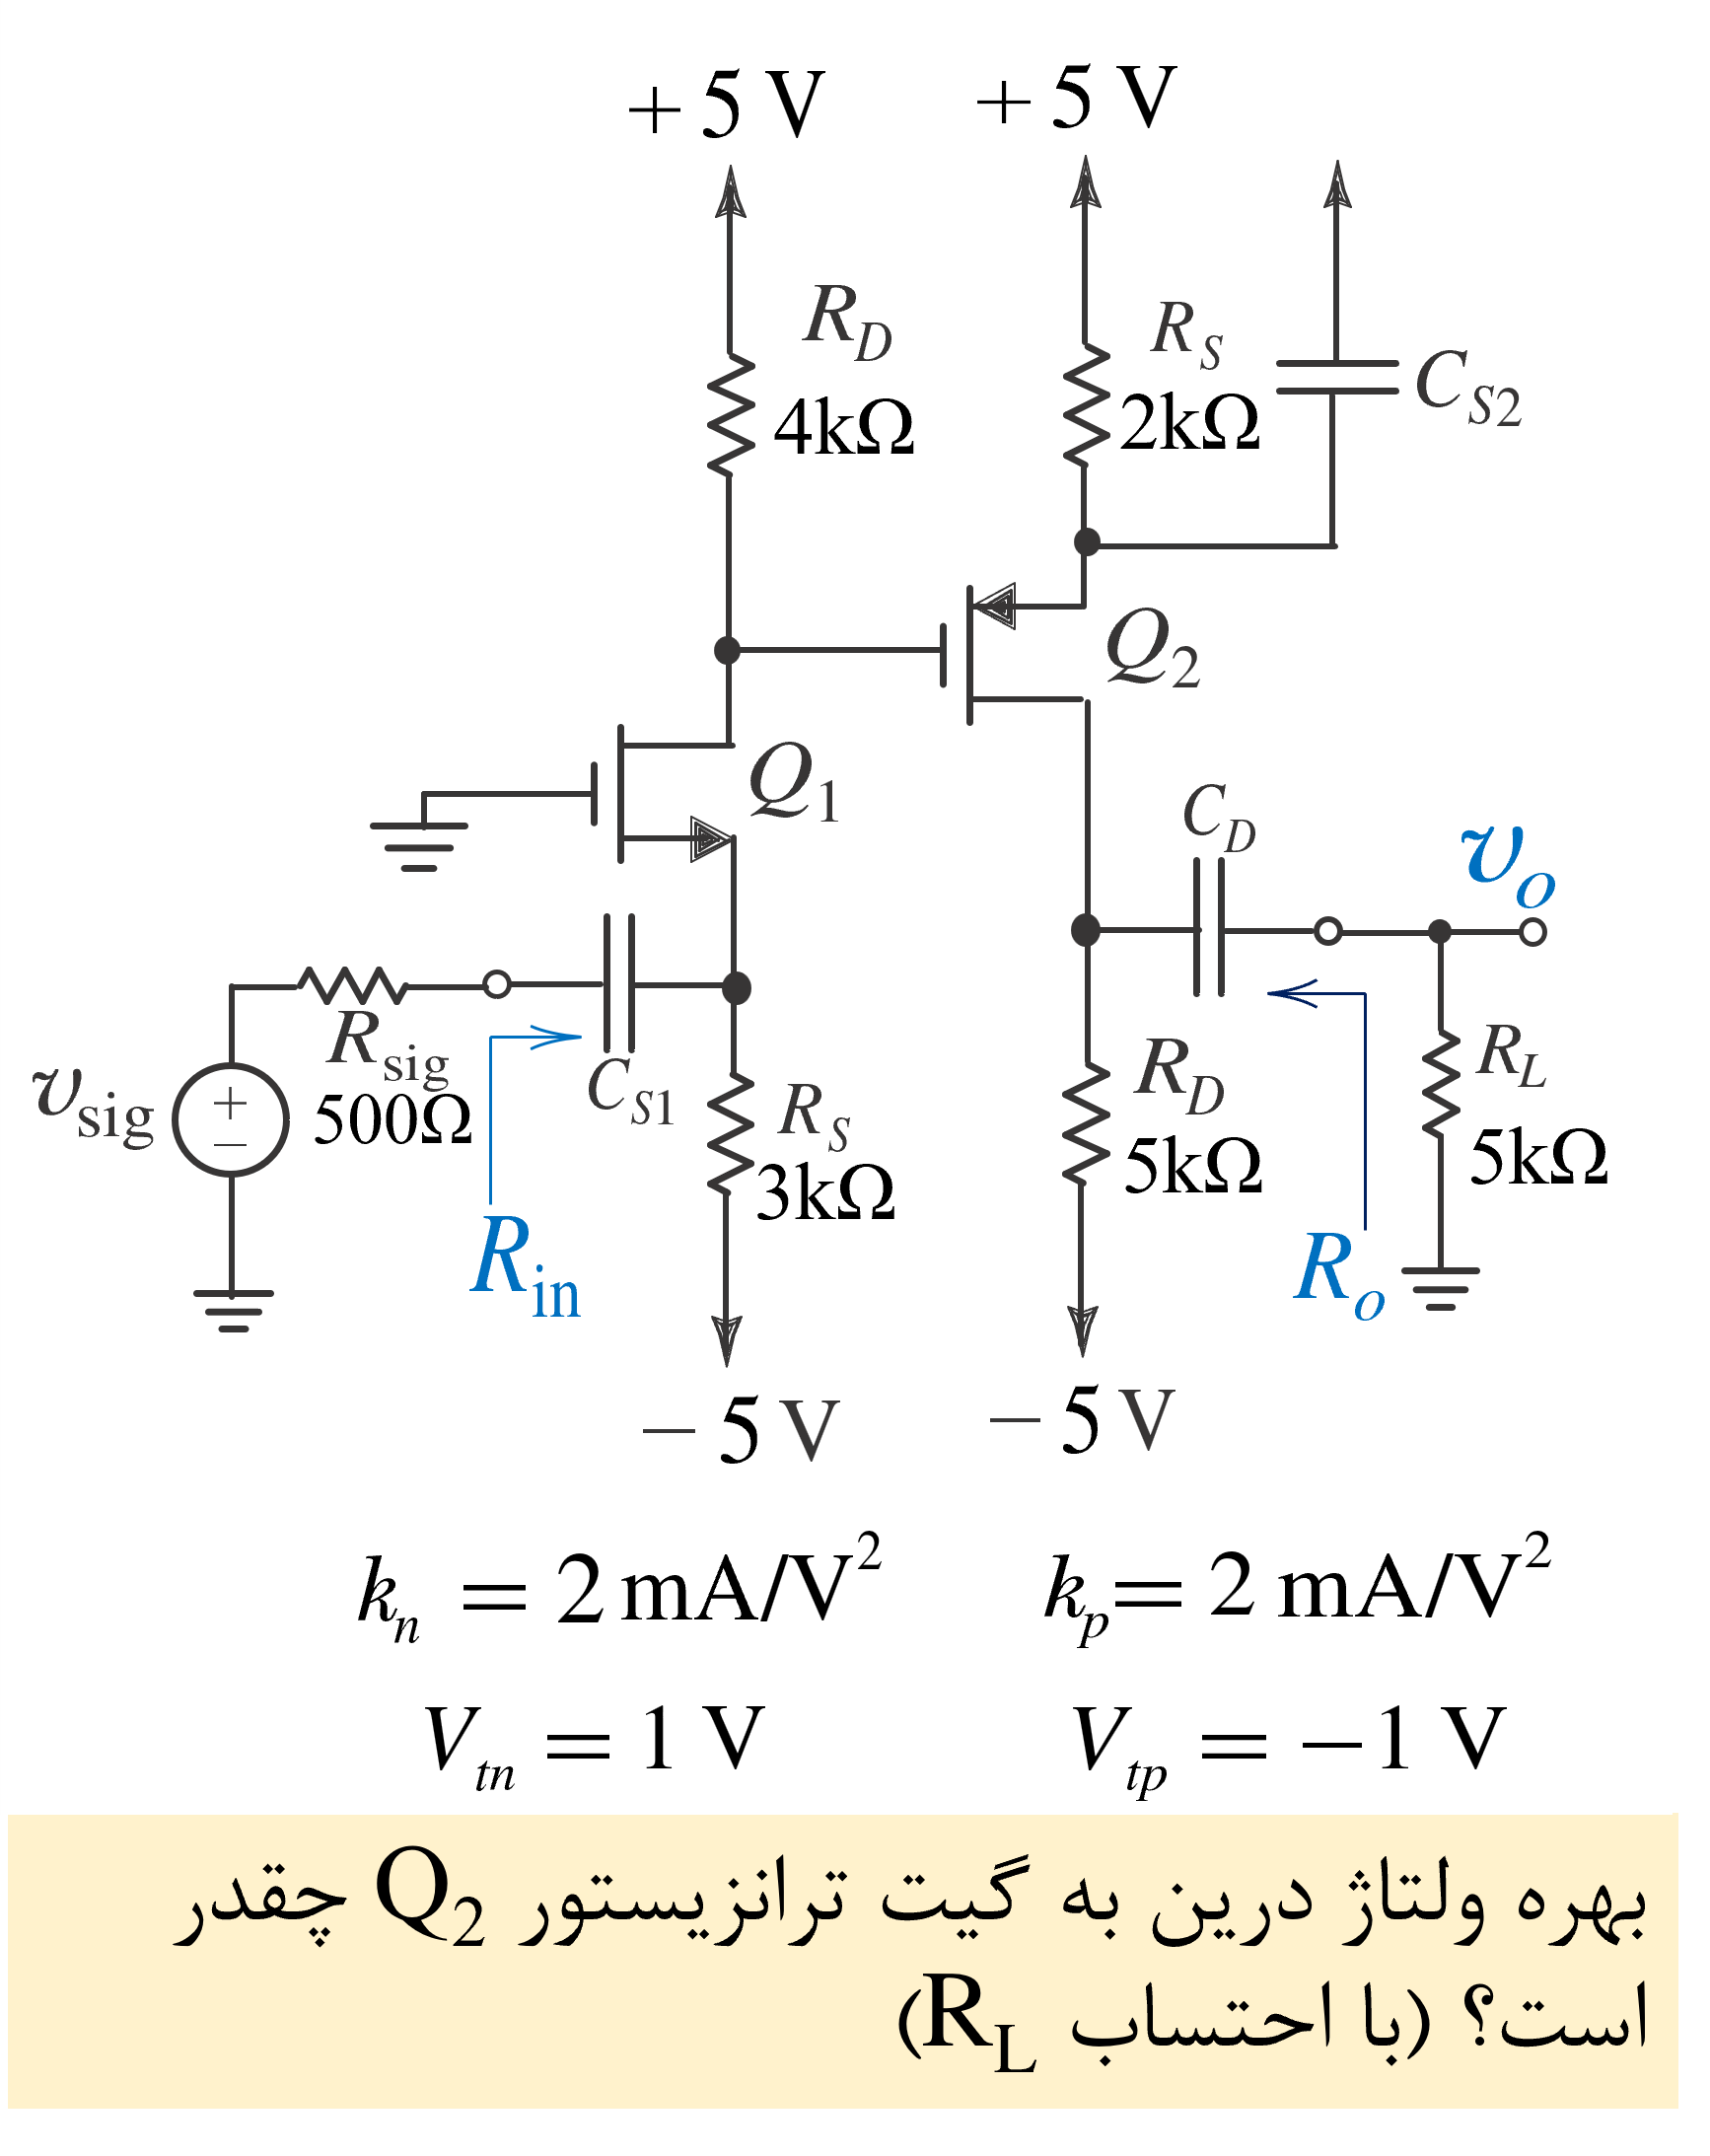 + 5 V
+ 5 V
R_D
4kΩ
R_S
2kΩ
C_S2
Q_2
Q_1
C_D
v_o
R_sig
500Ω
v_sig
+
−
C_S1
R_S
3kΩ
R_D
5kΩ
R_L
5kΩ
R_in
R_o
− 5 V
− 5 V
k_n = 2 mA/V²
k_p = 2 mA/V²
V_tn = 1 V
V_tp = −1 V
بهره ولتاژ درین به گیت ترانزیستور Q₂ چقدر
است؟ (با احتساب R_L)